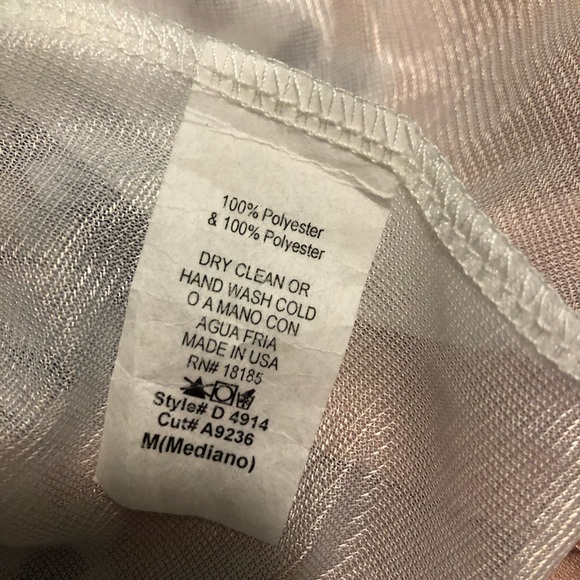 100% Polyester
& 100% Polyester
DRY CLEAN OR
HAND WASH COLD
O A MANO CON
AGUA FRIA
MADE IN USA
RN# 18185
Style# D 4914
Cut# A9236
M(Mediano)